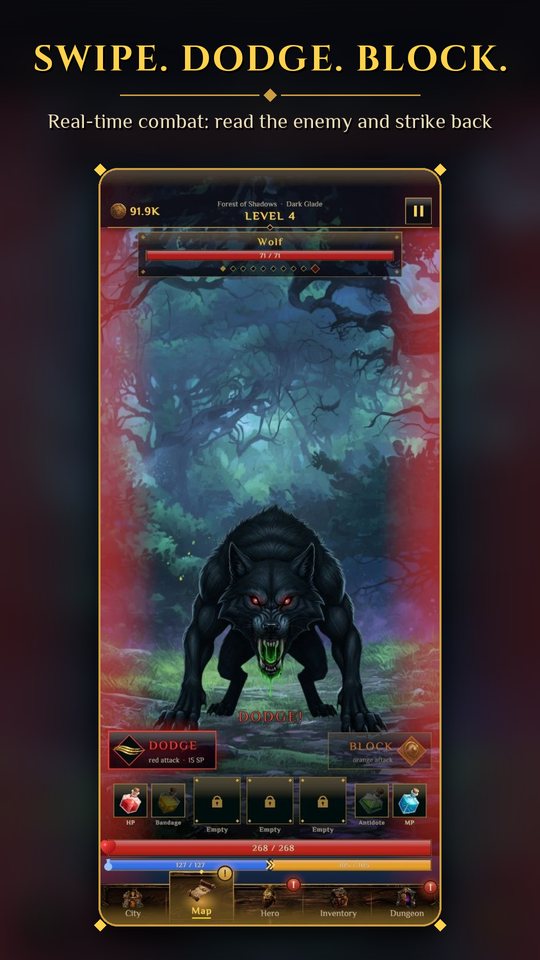 SWIPE. DODGE. BLOCK.
Real-time combat: read the enemy and strike back
91.9K
Forest of Shadows · Dark Glade
LEVEL 4
Wolf
71 / 71
DODGE!
DODGE
red attack · 15 SP
BLOCK
orange attack
HP
Bandage
Empty
Empty
Empty
Antidote
MP
268 / 268
127 / 127
City
Map
Hero
Inventory
Dungeon